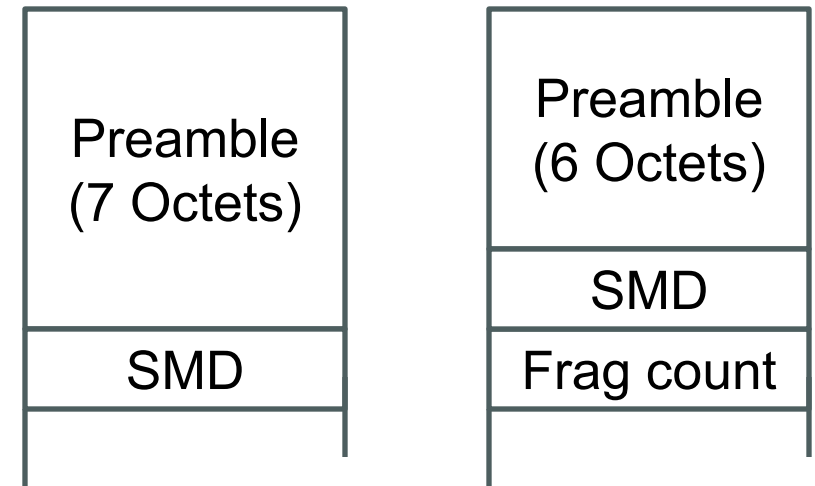 Preamble
(7 Octets)
SMD
Preamble
(6 Octets)
SMD
Frag count